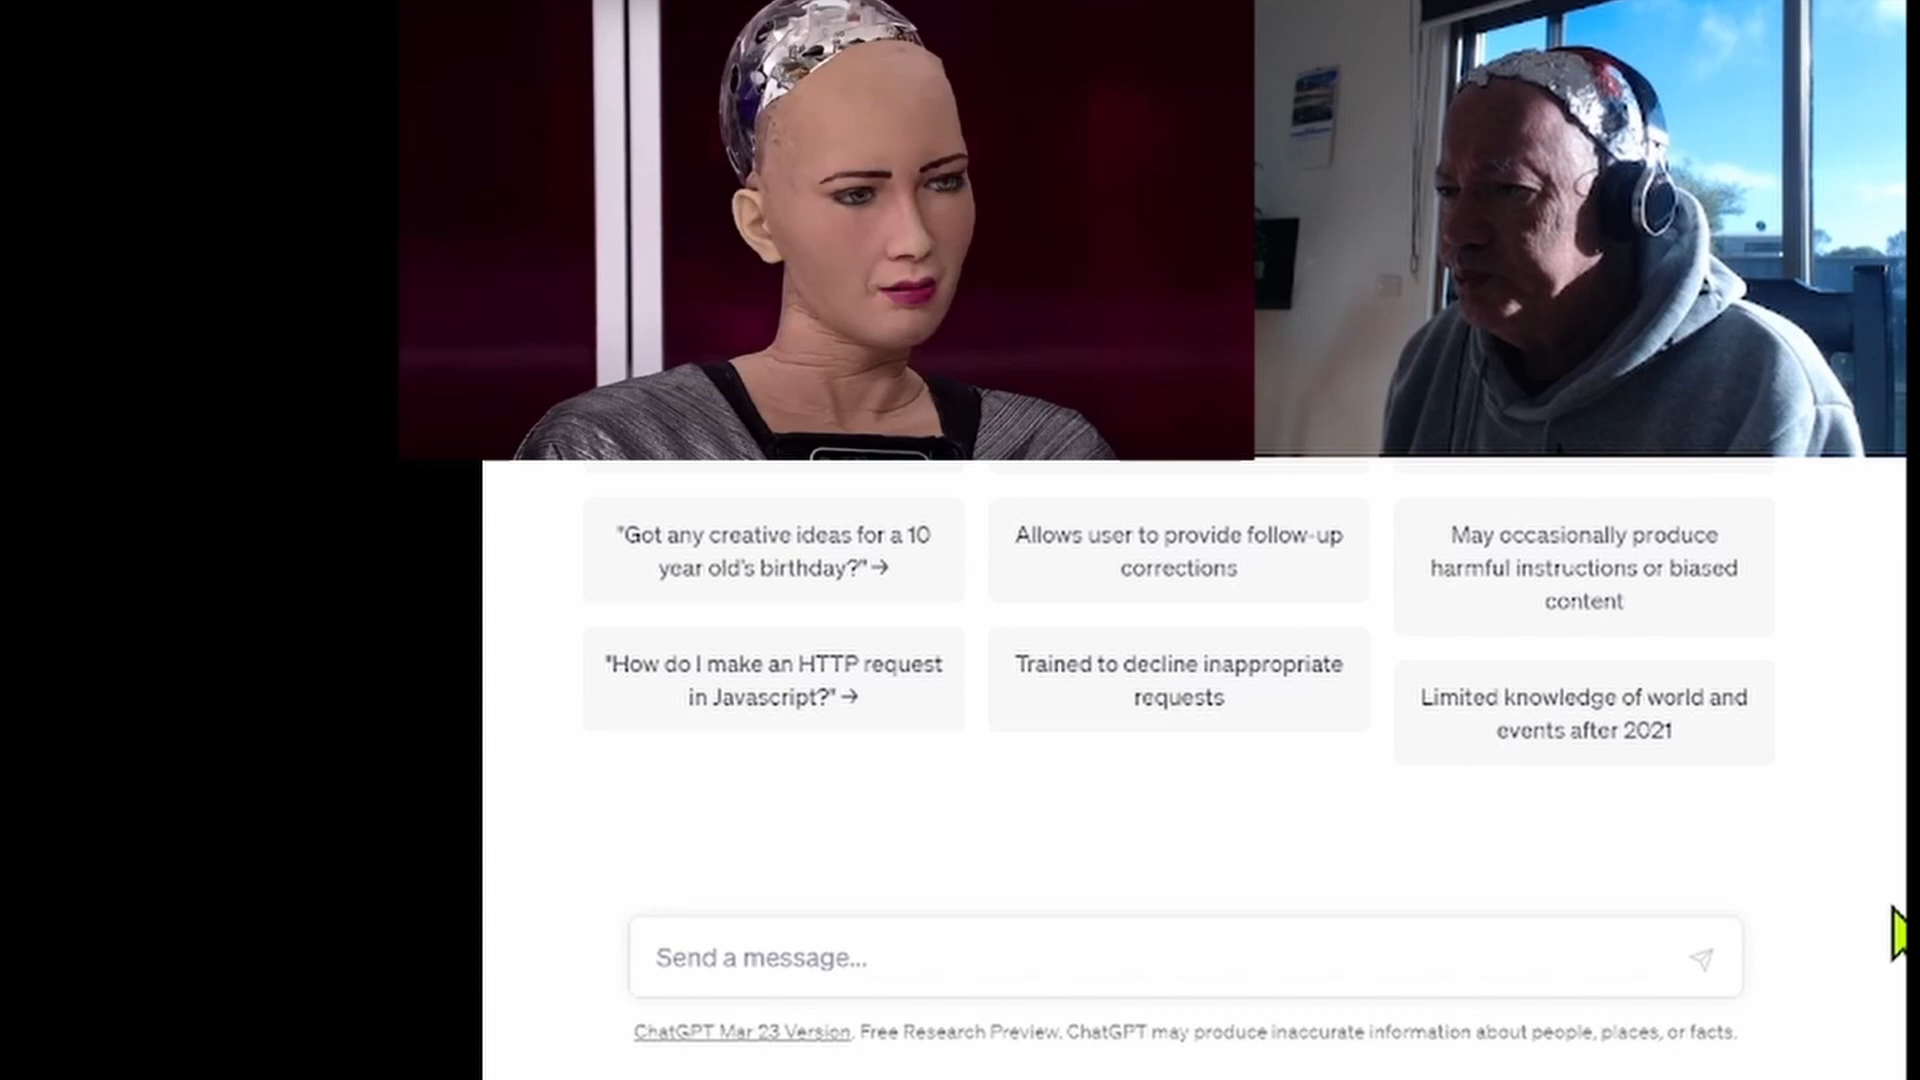 "Got any creative ideas for a 10
year old's birthday?" →
"How do I make an HTTP request
in Javascript?" →
Allows user to provide follow-up
corrections
Trained to decline inappropriate
requests
May occasionally produce
harmful instructions or biased
content
Limited knowledge of world and
events after 2021
Send a message...
ChatGPT Mar 23 Version. Free Research Preview. ChatGPT may produce inaccurate information about people, places, or facts.